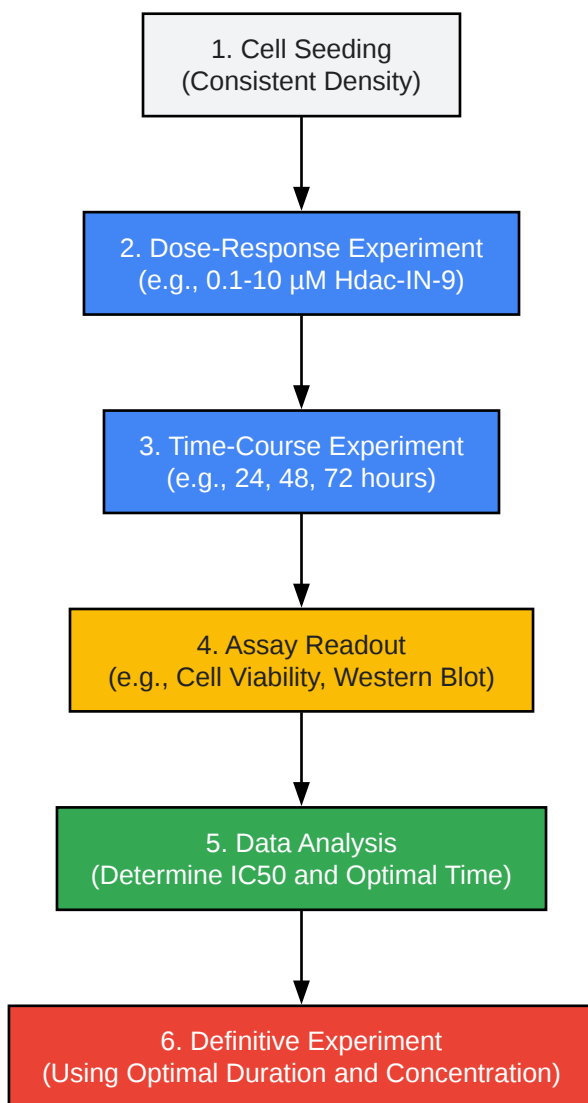 1. Cell Seeding
(Consistent Density)
2. Dose-Response Experiment
(e.g., 0.1-10 µM Hdac-IN-9)
3. Time-Course Experiment
(e.g., 24, 48, 72 hours)
4. Assay Readout
(e.g., Cell Viability, Western Blot)
5. Data Analysis
(Determine IC50 and Optimal Time)
6. Definitive Experiment
(Using Optimal Duration and Concentration)